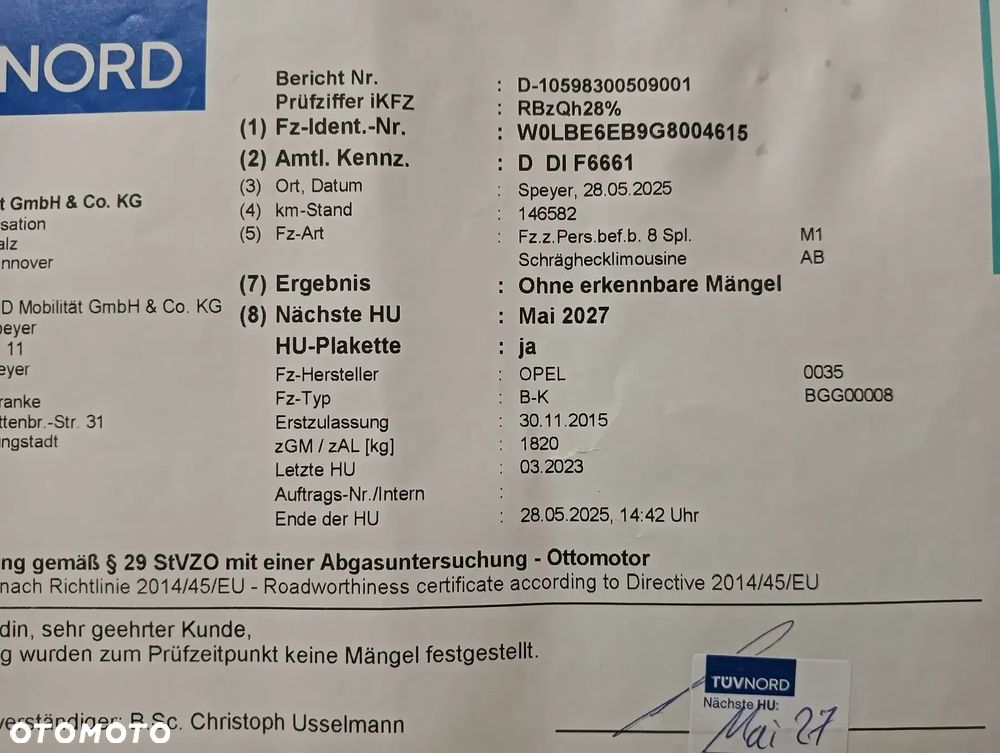 NORD
Bericht Nr. : D-10598300509001
Prüfziffer iKFZ : RBzQh28%
(1) Fz-Ident.-Nr. : W0LBE6EB9G8004615
(2) Amtl. Kennz. : D DI F6661
(3) Ort, Datum : Speyer, 28.05.2025
t GmbH & Co. KG
(4) km-Stand : 146582
sation
(5) Fz-Art : Fz.z.Pers.bef.b. 8 Spl. M1
alz
Schräghecklimousine AB
nnover
(7) Ergebnis : Ohne erkennbare Mängel
D Mobilität GmbH & Co. KG
(8) Nächste HU : Mai 2027
peyer
11
HU-Plakette : ja
eyer
Fz-Hersteller : OPEL 0035
ranke
Fz-Typ : B-K BGG00008
ttenbr.-Str. 31
Erstzulassung : 30.11.2015
ngstadt
zGM / zAL [kg] : 1820
Letzte HU : 03.2023
Auftrags-Nr./Intern :
Ende der HU : 28.05.2025, 14:42 Uhr
ng gemäß § 29 StVZO mit einer Abgasuntersuchung - Ottomotor
nach Richtlinie 2014/45/EU - Roadworthiness certificate according to Directive 2014/45/EU
din, sehr geehrter Kunde,
g wurden zum Prüfzeitpunkt keine Mängel festgestellt.
TÜVNORD
Nächste HU:
Mai 27
verständiger: B.Sc. Christoph Usselmann
OTOMOTO